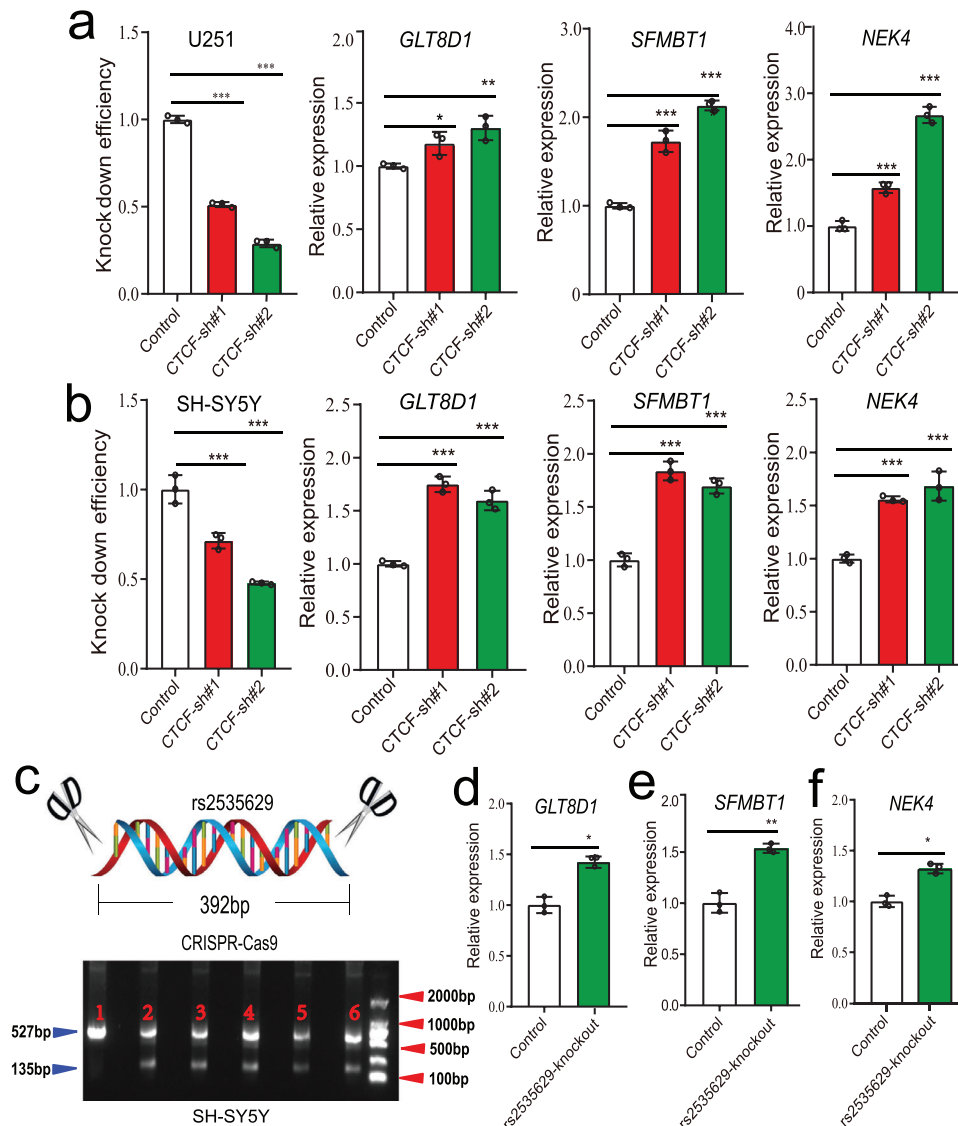 a
U251
Knock down efficiency
1.5
1.0
0.5
0.0
***
***
Control
CTCF-sh#1
CTCF-sh#2
GLT8D1
Relative expression
2.0
1.5
1.0
0.5
0.0
*
**
Control
CTCF-sh#1
CTCF-sh#2
SFMBT1
Relative expression
3.0
2.0
1.0
0
***
***
Control
CTCF-sh#1
CTCF-sh#2
NEK4
Relative expression
4.0
3.0
2.0
1.0
0.0
***
***
Control
CTCF-sh#1
CTCF-sh#2
b
SH-SY5Y
Knock down efficiency
1.5
1.0
0.5
0.0
***
***
Control
CTCF-sh#1
CTCF-sh#2
GLT8D1
Relative expression
2.5
2.0
1.5
1.0
0.5
0.0
***
***
Control
CTCF-sh#1
CTCF-sh#2
SFMBT1
Relative expression
2.5
2.0
1.5
1.0
0.5
0.0
***
***
Control
CTCF-sh#1
CTCF-sh#2
NEK4
Relative expression
2.5
2.0
1.5
1.0
0.5
0.0
***
***
Control
CTCF-sh#1
CTCF-sh#2
c
rs2535629
392bp
CRISPR-Cas9
1 2 3 4 5 6
527bp
135bp
2000bp
1000bp
500bp
100bp
SH-SY5Y
d
GLT8D1
Relative expression
2.0
1.5
1.0
0.5
0.0
*
Control
rs2535629-knockout
e
SFMBT1
Relative expression
2.0
1.5
1.0
0.5
0.0
**
Control
rs2535629-knockout
f
NEK4
Relative expression
2.0
1.5
1.0
0.5
0.0
*
Control
rs2535629-knockout